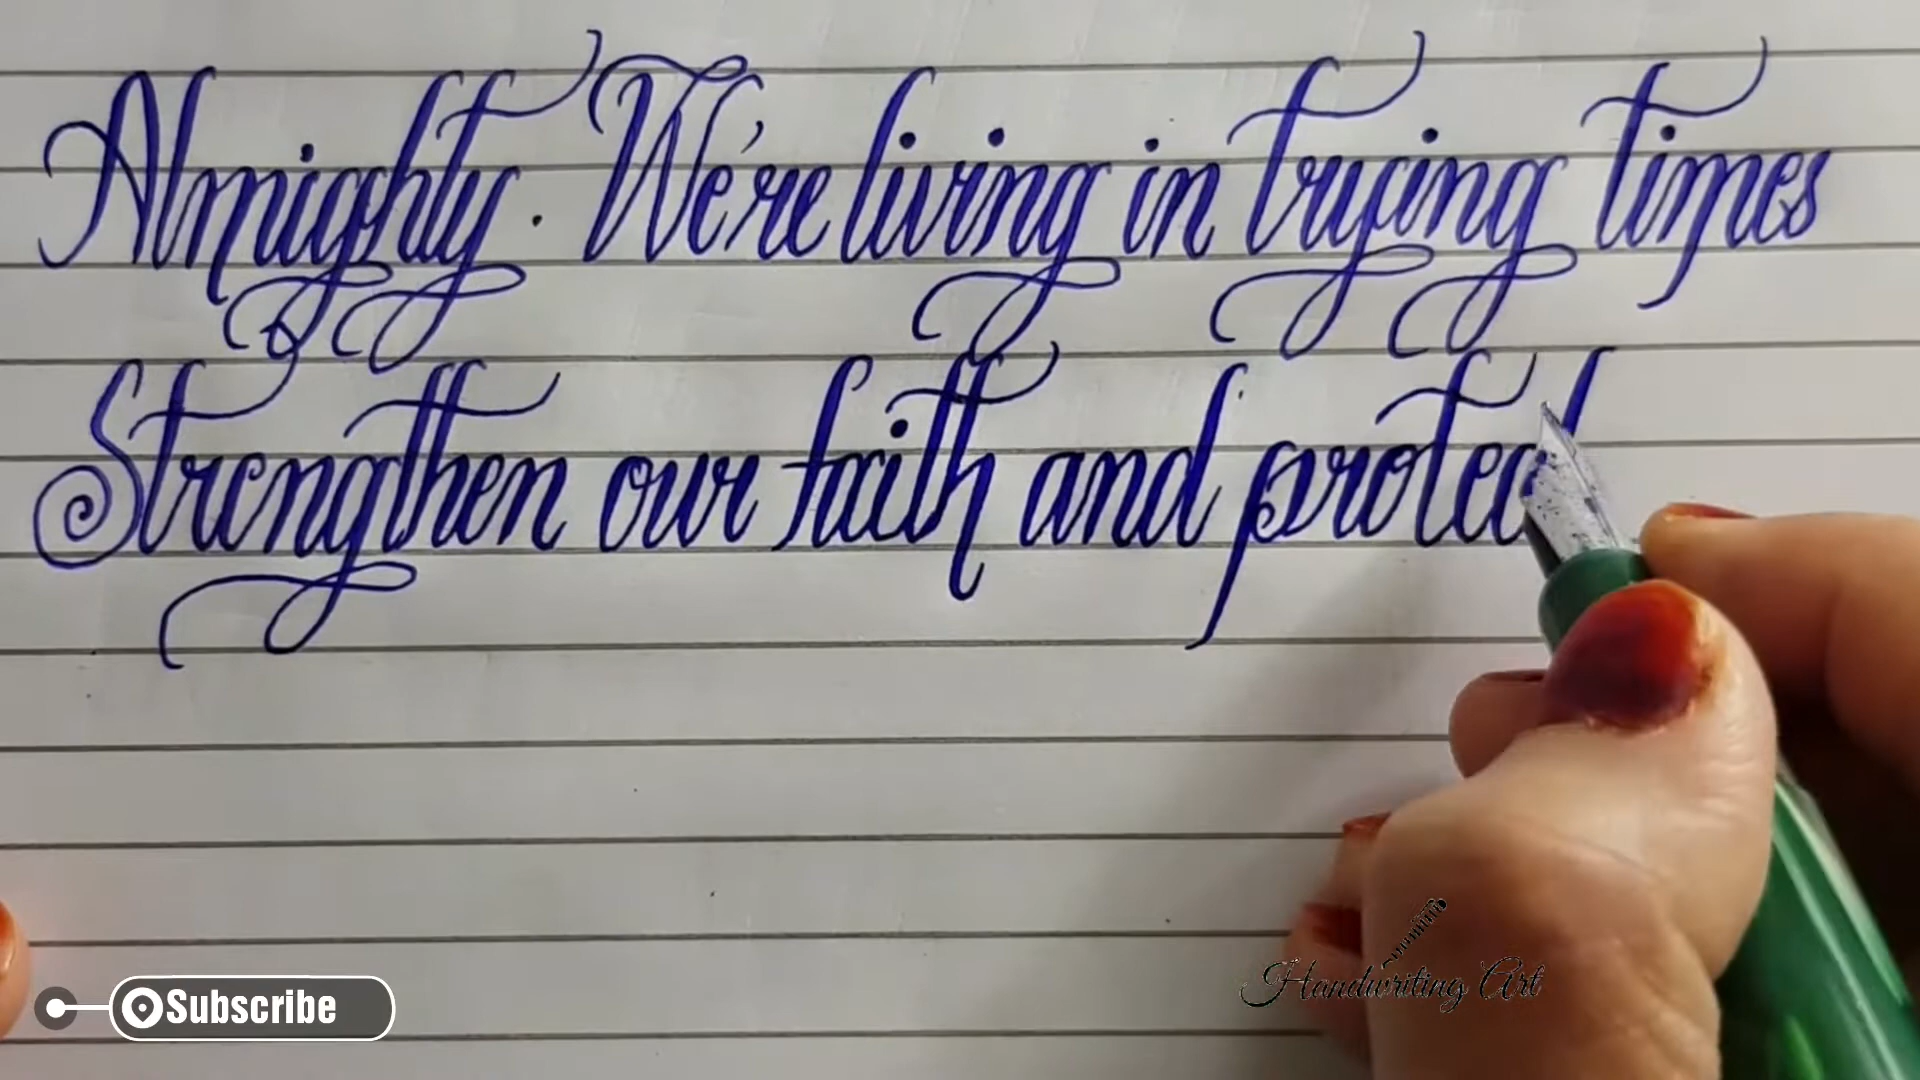 Almighty. We're living in trying times
Strengthen our faith and protect
Subscribe
Handwriting Art